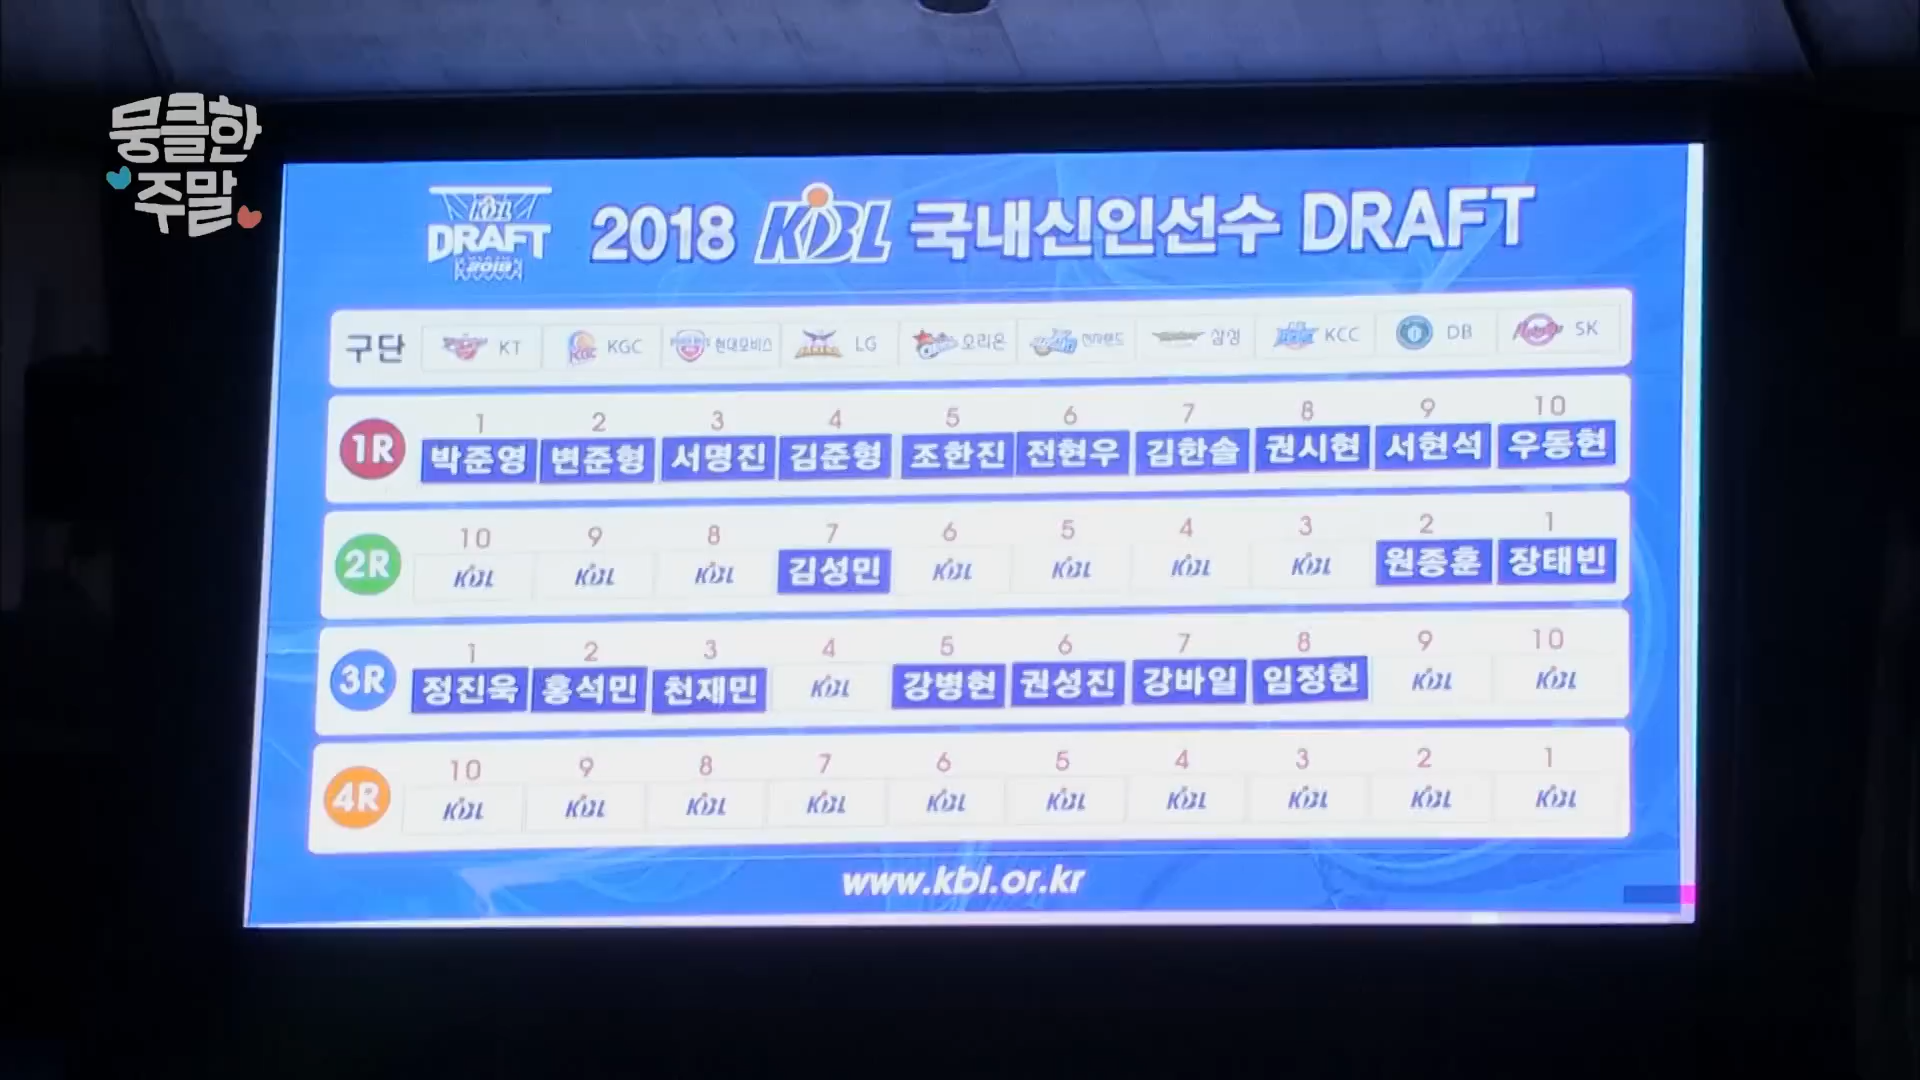 뭉클한
주말
KBL
DRAFT
2018
2018 KBL 국내신인선수 DRAFT
구단 KT KGC 현대모비스 LG 오리온 전자랜드 삼성 KCC DB SK
1 2 3 4 5 6 7 8 9 10
1R 박준영 변준형 서명진 김준형 조한진 전현우 김한솔 권시현 서현석 우동현
10 9 8 7 6 5 4 3 2 1
2R KBL KBL KBL 김성민 KBL KBL KBL KBL 원종훈 장태빈
1 2 3 4 5 6 7 8 9 10
3R 정진욱 홍석민 천재민 KBL 강병현 권성진 강바일 임정헌 KBL KBL
10 9 8 7 6 5 4 3 2 1
4R KBL KBL KBL KBL KBL KBL KBL KBL KBL KBL
www.kbl.or.kr